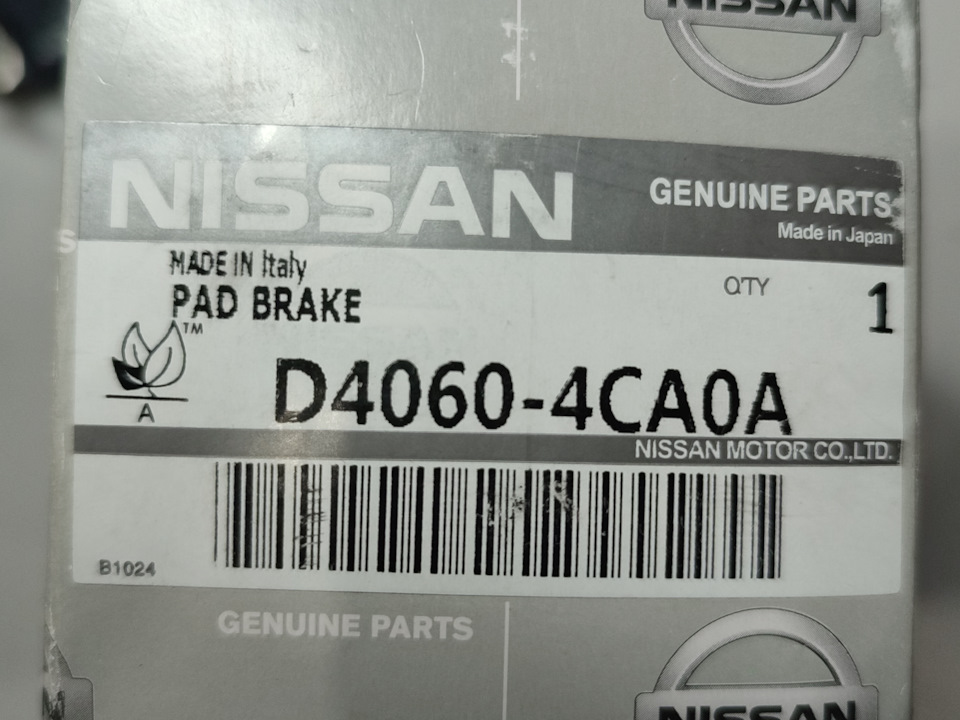 NISSAN
NISSAN
GENUINE PARTS
Made in Japan
S
MADE IN Italy
PAD BRAKE
QTY
1
TM
A
D4060-4CA0A
NISSAN MOTOR CO.,LTD.
B1024
GENUINE PARTS
NISSAN